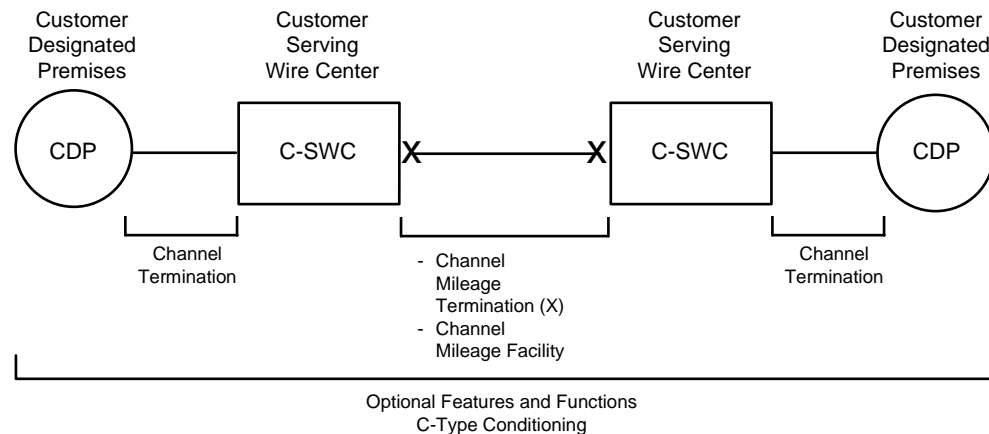 Customer
Designated
Premises
Customer
Serving
Wire Center
Customer
Serving
Wire Center
Customer
Designated
Premises
CDP
C-SWC
X
X
C-SWC
CDP
Channel
Termination
- Channel
Mileage
Termination (X)
- Channel
Mileage Facility
Channel
Termination
Optional Features and Functions
C-Type Conditioning